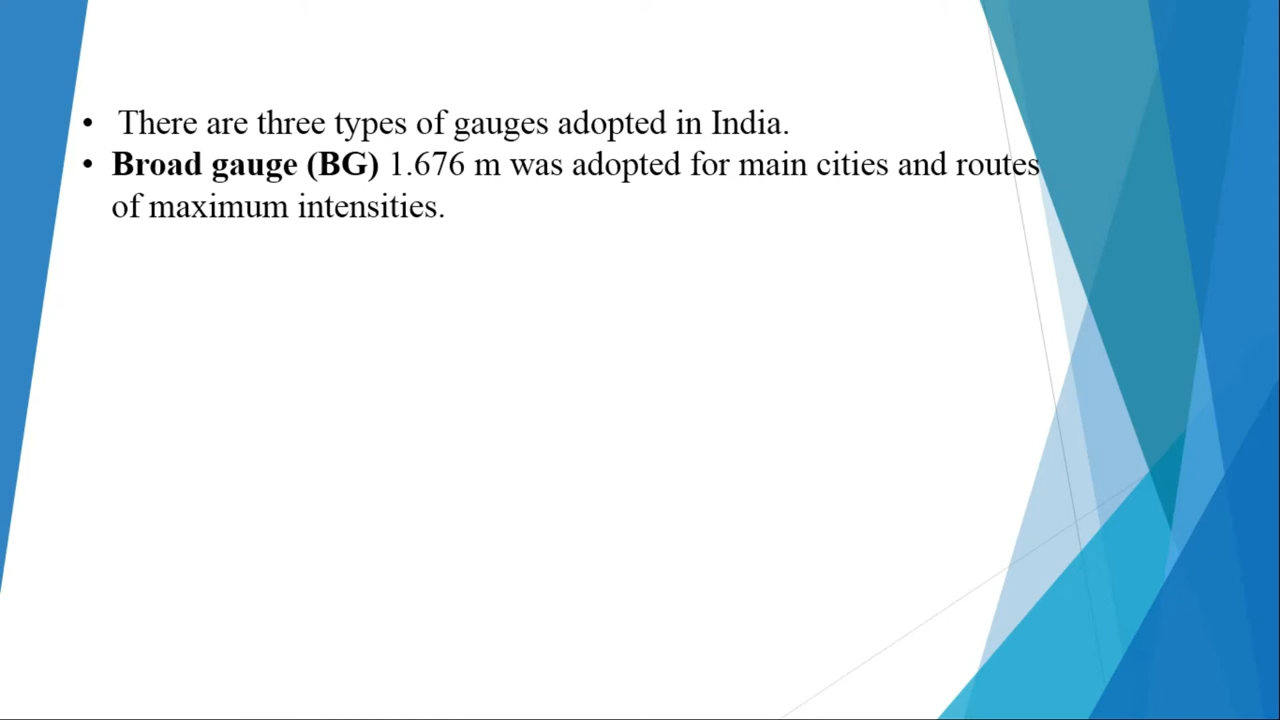 • There are three types of gauges adopted in India.
• Broad gauge (BG) 1.676 m was adopted for main cities and routes
of maximum intensities.